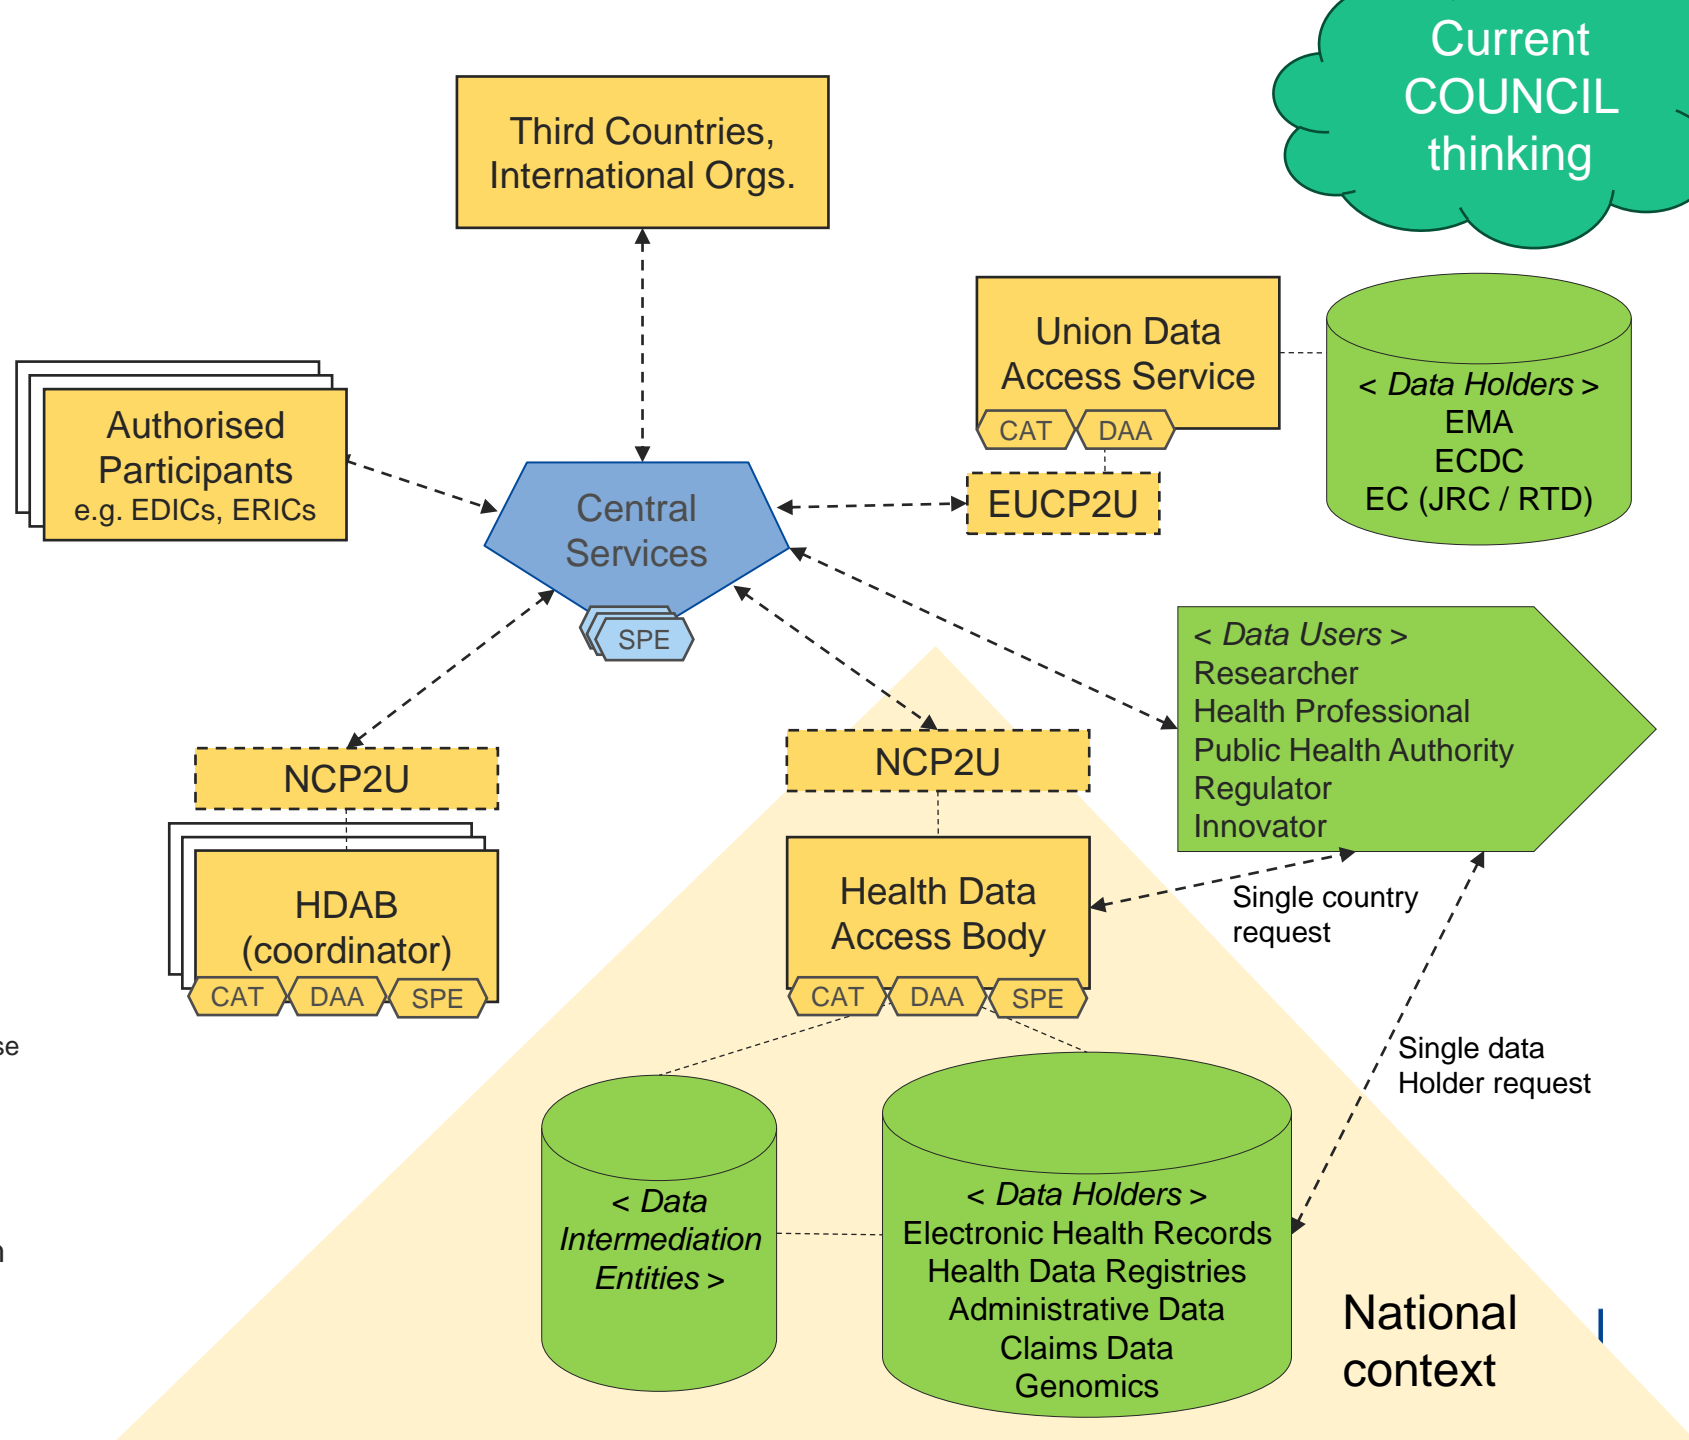 Current
COUNCIL
thinking
Third Countries,
International Orgs.
Union Data
Access Service
CAT
DAA
< Data Holders >
EMA
ECDC
EC (JRC / RTD)
Authorised
Participants
e.g. EDICs, ERICs
Central
Services
SPE
EUCP2U
< Data Users >
Researcher
Health Professional
Public Health Authority
Regulator
Innovator
NCP2U
NCP2U
HDAB
(coordinator)
CAT
DAA
SPE
Health Data
Access Body
CAT
DAA
SPE
Single country
request
Single data
Holder request
< Data
Intermediation
Entities >
< Data Holders >
Electronic Health Records
Health Data Registries
Administrative Data
Claims Data
Genomics
National
context